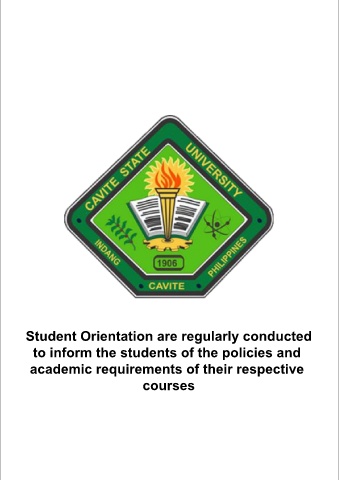 CAVITE STATE UNIVERSITY
INDANG
1906
PHILIPPINES
CAVITE
Student Orientation are regularly conducted
to inform the students of the policies and
academic requirements of their respective
courses